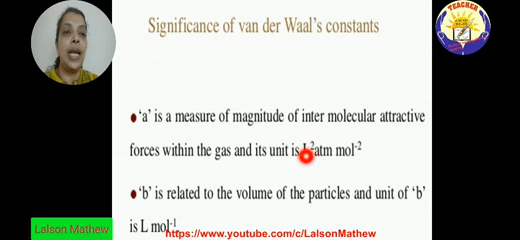 Significance of van der Waal's constants
TEACHER
'a' is a measure of magnitude of inter molecular attractive
forces within the gas and its unit is L²atm mol⁻²
'b' is related to the volume of the particles and unit of 'b'
is L mol⁻¹
Lalson Mathew
https://www.youtube.com/c/LalsonMathew